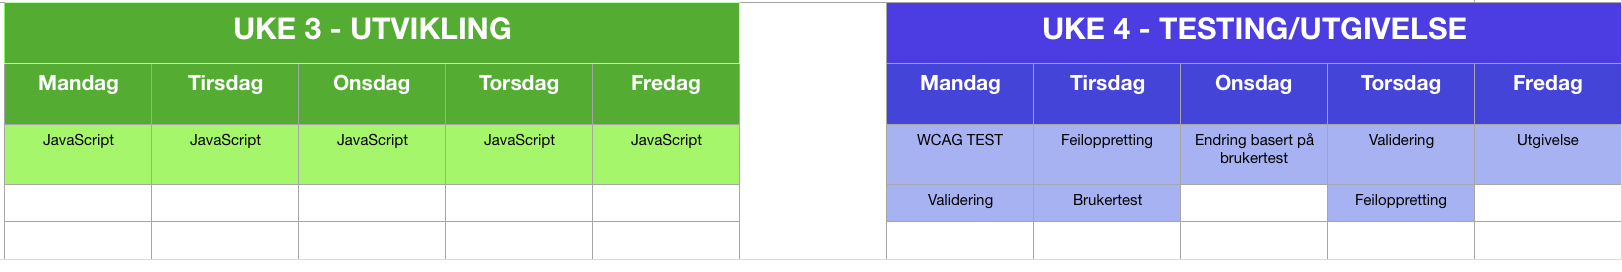 UKE 3 - UTVIKLING
Mandag Tirsdag Onsdag Torsdag Fredag
JavaScript JavaScript JavaScript JavaScript JavaScript
UKE 4 - TESTING/UTGIVELSE
Mandag Tirsdag Onsdag Torsdag Fredag
WCAG TEST Feiloppretting Endring basert på Validering Utgivelse
brukertest
Validering Brukertest Feiloppretting